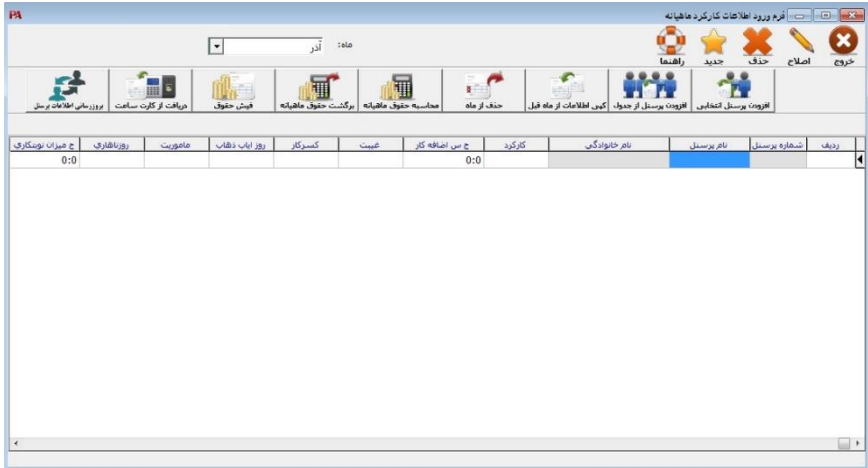 فرم ورود اطلاعات کارکرد ماهیانه
PA
خروج اصلاح حذف جدید راهنما
ماه: آذر
افزودن پرسنل انتخابی افزودن پرسنل از جدول کپی اطلاعات از ماه قبل حذف از ماه محاسبه حقوق ماهیانه برگشت حقوق ماهیانه فیش حقوق دریافت از کارت ساعت بروزرسانی اطلاعات پرسنل
ردیف شماره پرسنل نام پرسنل نام خانوادگی کارکرد ج س اضافه کار غیبت کسرکار روز ایاب ذهاب ماموریت روزناهاری ج میزان نوبتکاری
0:0 0:0